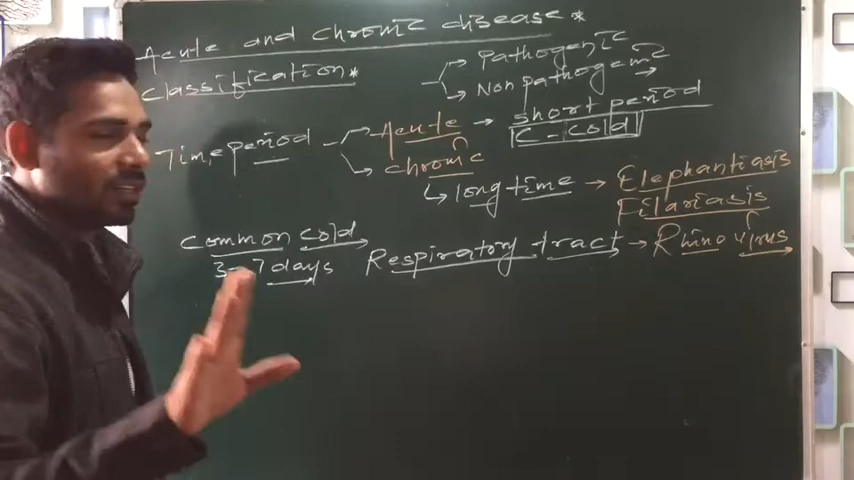 Acute and chronic disease*
classification*
Pathogenic
Non pathogenic
Time period
Acute → short period
C-cold
chronic
long time → Elephantiasis
Filariasis
common cold
3-7 days
Respiratory tract → Rhino virus